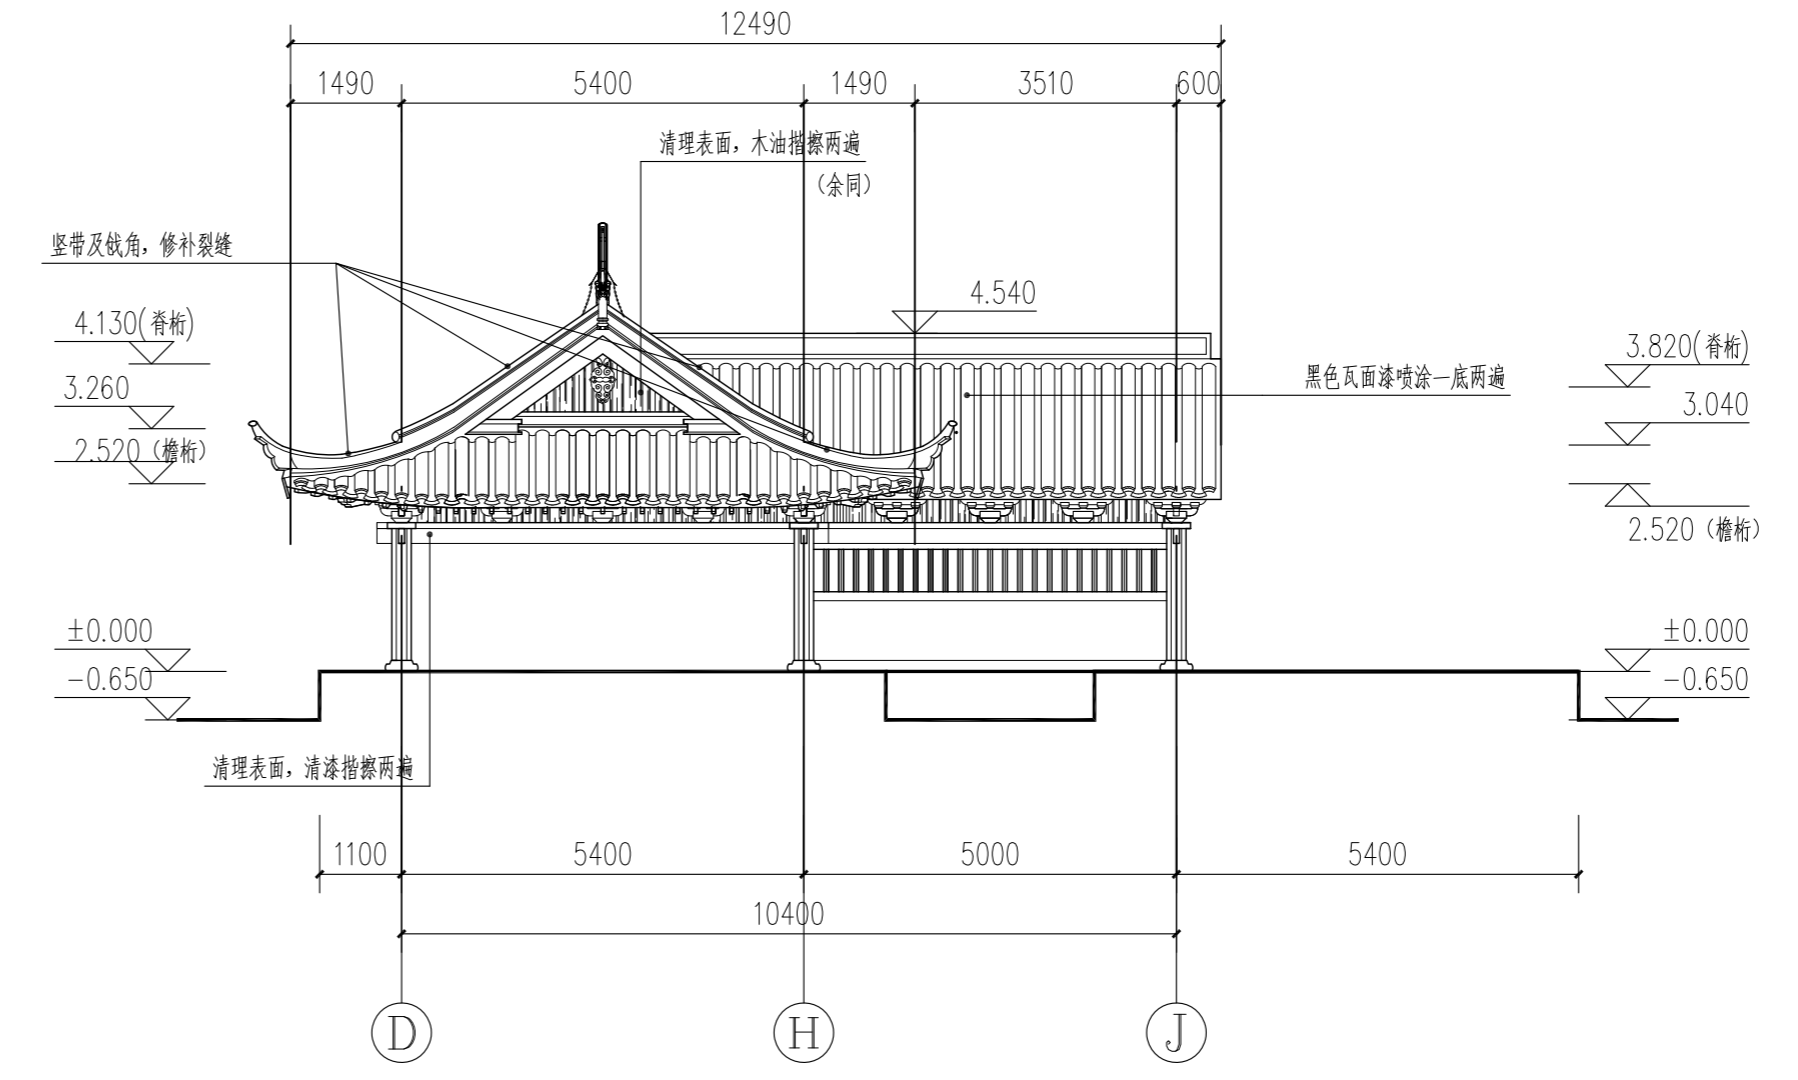 12490
1490 5400 1490 3510 600
清理表面，木油揩擦两遍
（余同）
竖带及戗角，修补裂缝
4.540
4.130(脊桁)
3.820(脊桁)
黑色瓦面漆喷涂一底两遍
3.260
3.040
2.520（檐桁）
2.520（檐桁）
±0.000
±0.000
-0.650
-0.650
清理表面，清漆揩擦两遍
1100 5400 5000 5400
10400
D H J